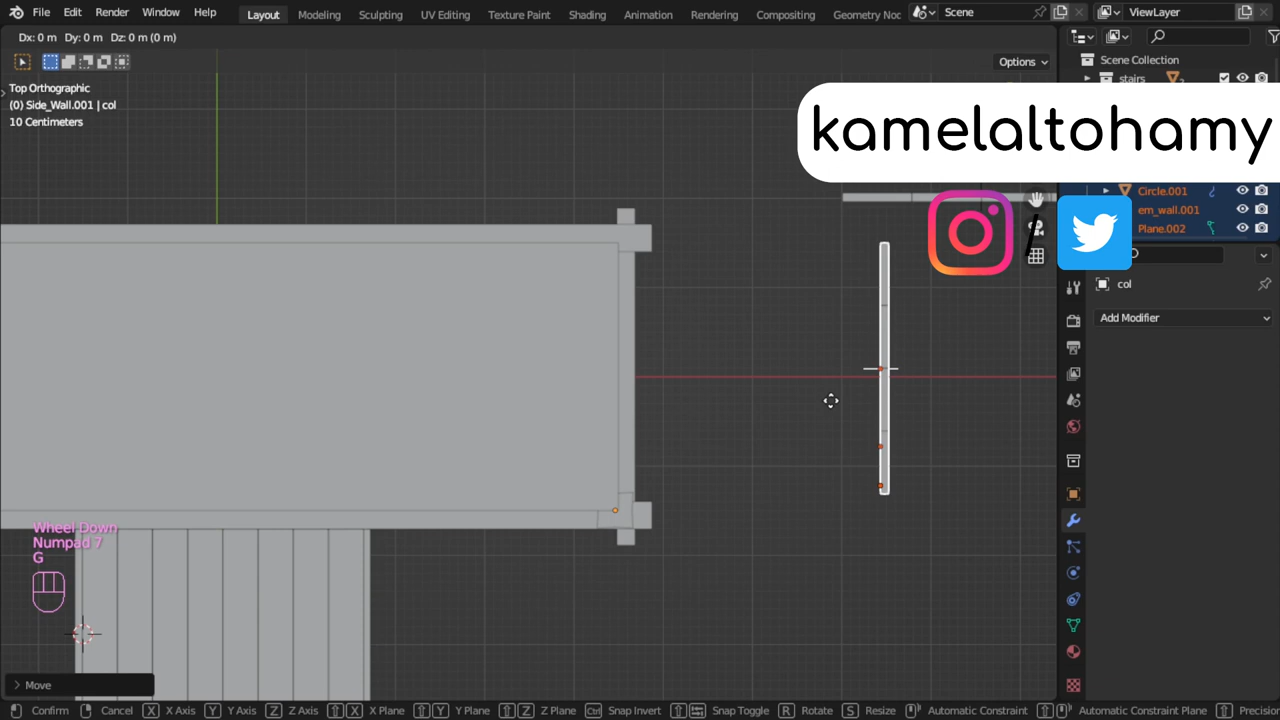 File Edit Render Window Help Layout Modeling Sculpting UV Editing Texture Paint Shading Animation Rendering Compositing Geometry Noc Scene ViewLayer
Dx: 0 m Dy: 0 m Dz: 0 m (0 m)
Options
Scene Collection
stairs
Top Orthographic
(0) Side_Wall.001 | col
10 Centimeters
kamelaltohamy
Circle.001
em_wall.001
Plane.002
/
col
Add Modifier
Wheel Down
Numpad 7
G
Move
Confirm Cancel X X Axis Y Y Axis Z Z Axis X X Plane Y Y Plane Z Z Plane Ctrl Snap Invert Snap Toggle R Rotate S Resize Automatic Constraint Automatic Constraint Plane Precision